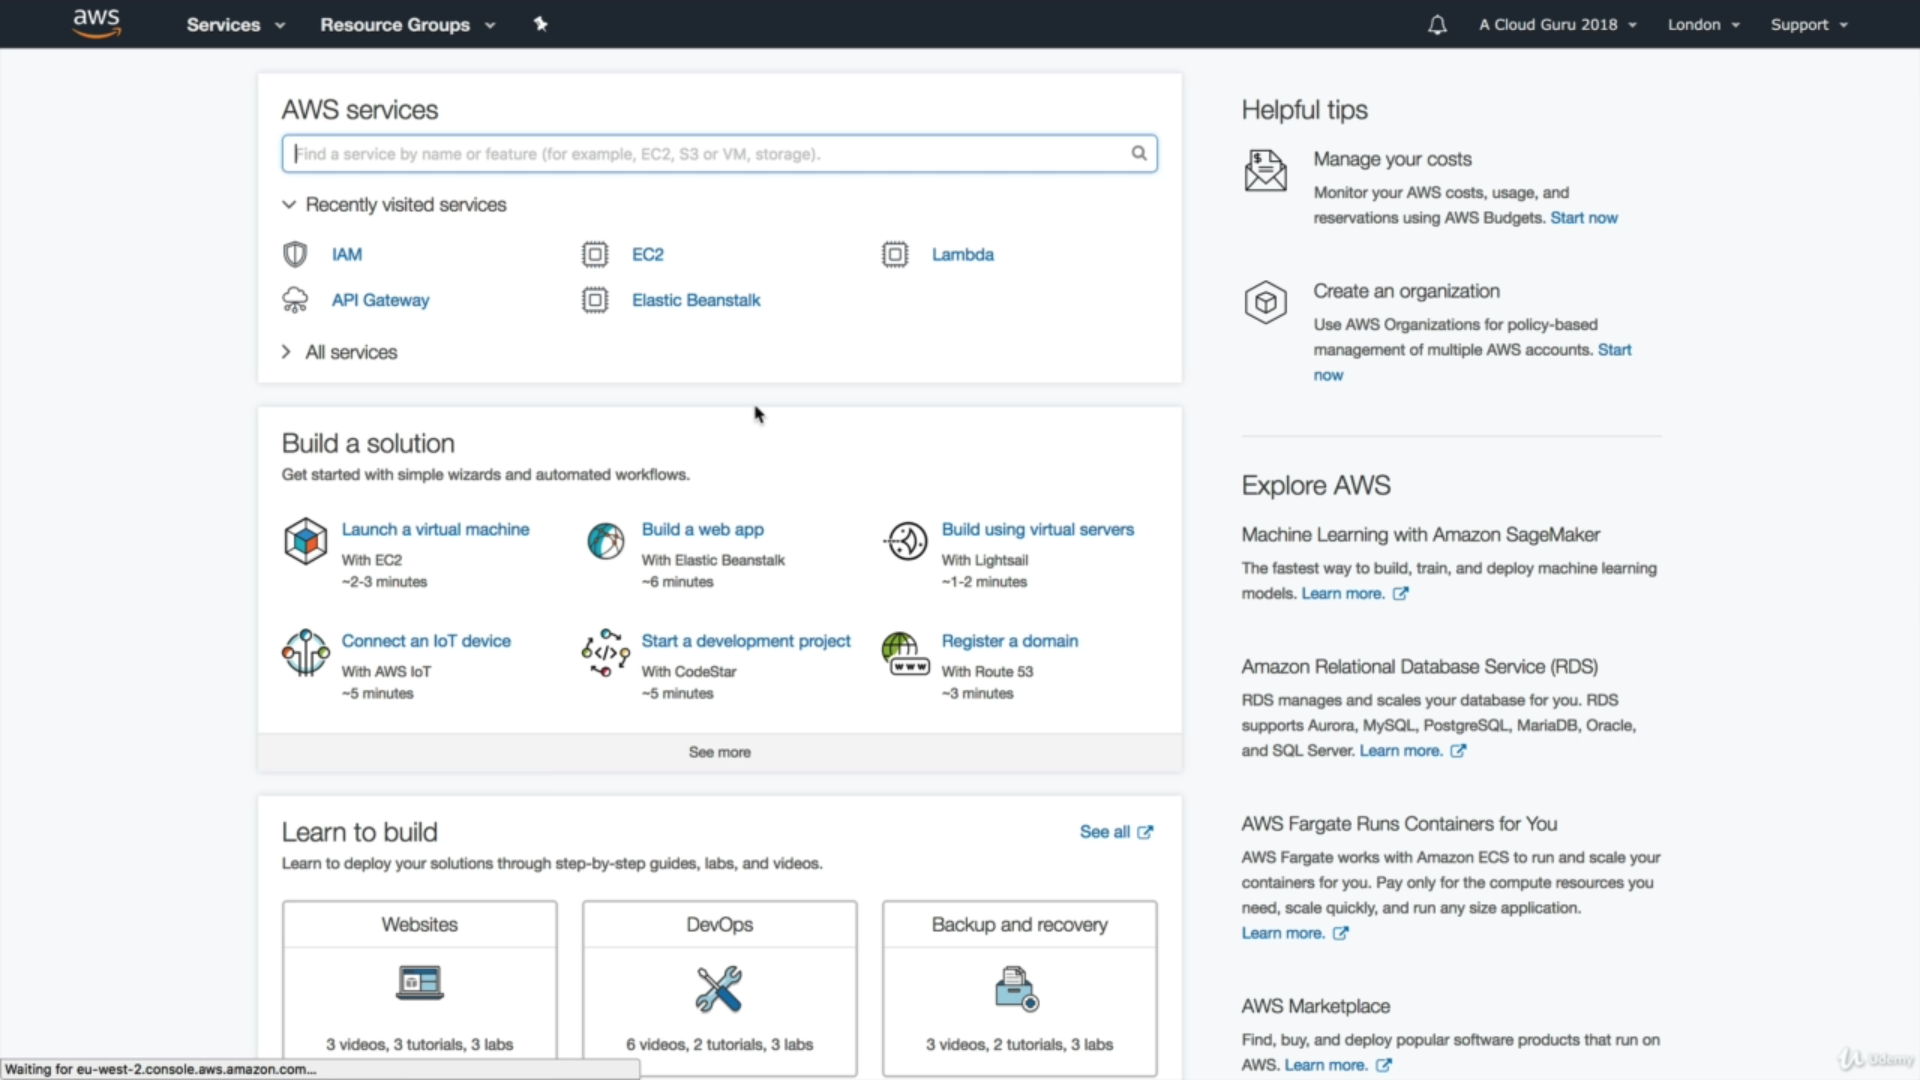 aws Services Resource Groups A Cloud Guru 2018 London Support
AWS services
Find a service by name or feature (for example, EC2, S3 or VM, storage).
Recently visited services
IAM EC2 Lambda
API Gateway Elastic Beanstalk
All services
Build a solution
Get started with simple wizards and automated workflows.
Launch a virtual machine
With EC2
~2-3 minutes
Build a web app
With Elastic Beanstalk
~6 minutes
Build using virtual servers
With Lightsail
~1-2 minutes
Connect an IoT device
With AWS IoT
~5 minutes
Start a development project
With CodeStar
~5 minutes
www
Register a domain
With Route 53
~3 minutes
See more
Learn to build
See all
Learn to deploy your solutions through step-by-step guides, labs, and videos.
Websites
3 videos, 3 tutorials, 3 labs
DevOps
6 videos, 2 tutorials, 3 labs
Backup and recovery
3 videos, 2 tutorials, 3 labs
Helpful tips
Manage your costs
Monitor your AWS costs, usage, and
reservations using AWS Budgets. Start now
Create an organization
Use AWS Organizations for policy-based
management of multiple AWS accounts. Start
now
Explore AWS
Machine Learning with Amazon SageMaker
The fastest way to build, train, and deploy machine learning
models. Learn more.
Amazon Relational Database Service (RDS)
RDS manages and scales your database for you. RDS
supports Aurora, MySQL, PostgreSQL, MariaDB, Oracle,
and SQL Server. Learn more.
AWS Fargate Runs Containers for You
AWS Fargate works with Amazon ECS to run and scale your
containers for you. Pay only for the compute resources you
need, scale quickly, and run any size application.
Learn more.
AWS Marketplace
Find, buy, and deploy popular software products that run on
AWS. Learn more.
Waiting for eu-west-2.console.aws.amazon.com...
Udemy